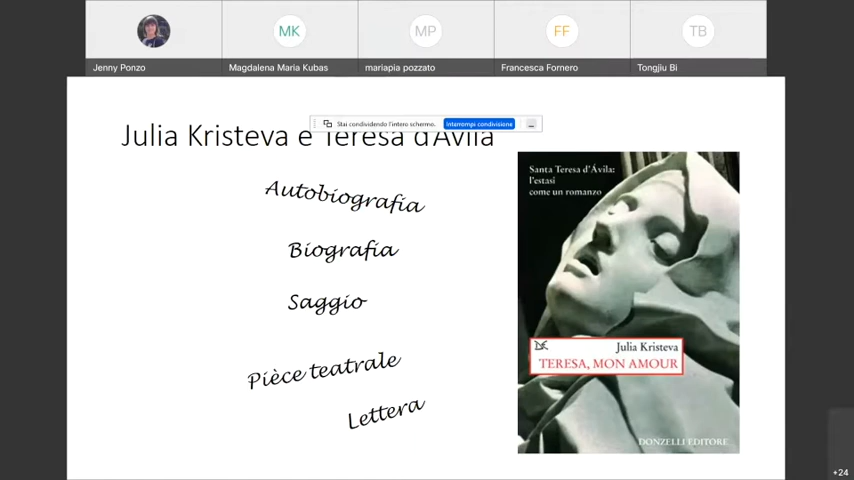 MK
MP
FF
TB
Jenny Ponzo
Magdalena Maria Kubas
mariapia pozzato
Francesca Fornero
Tongjiu Bi
Stai condividendo l'intero schermo.
Interrompi condivisione
Julia Kristeva e Teresa d'Avila
Autobiografia
Biografia
Saggio
Pièce teatrale
Lettera
Santa Teresa d'Ávila:
l'estasi
come un romanzo
Julia Kristeva
TERESA, MON AMOUR
DONZELLI EDITORE
+24